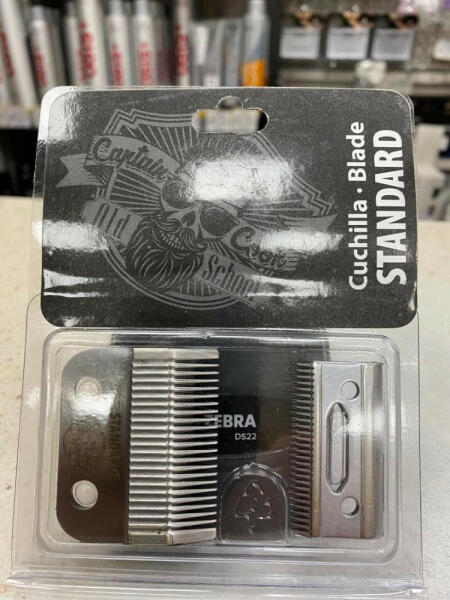 Captain
Cook
Old
School
Cuchilla · Blade
STANDARD
STANDARD
ZEBRA
DS22